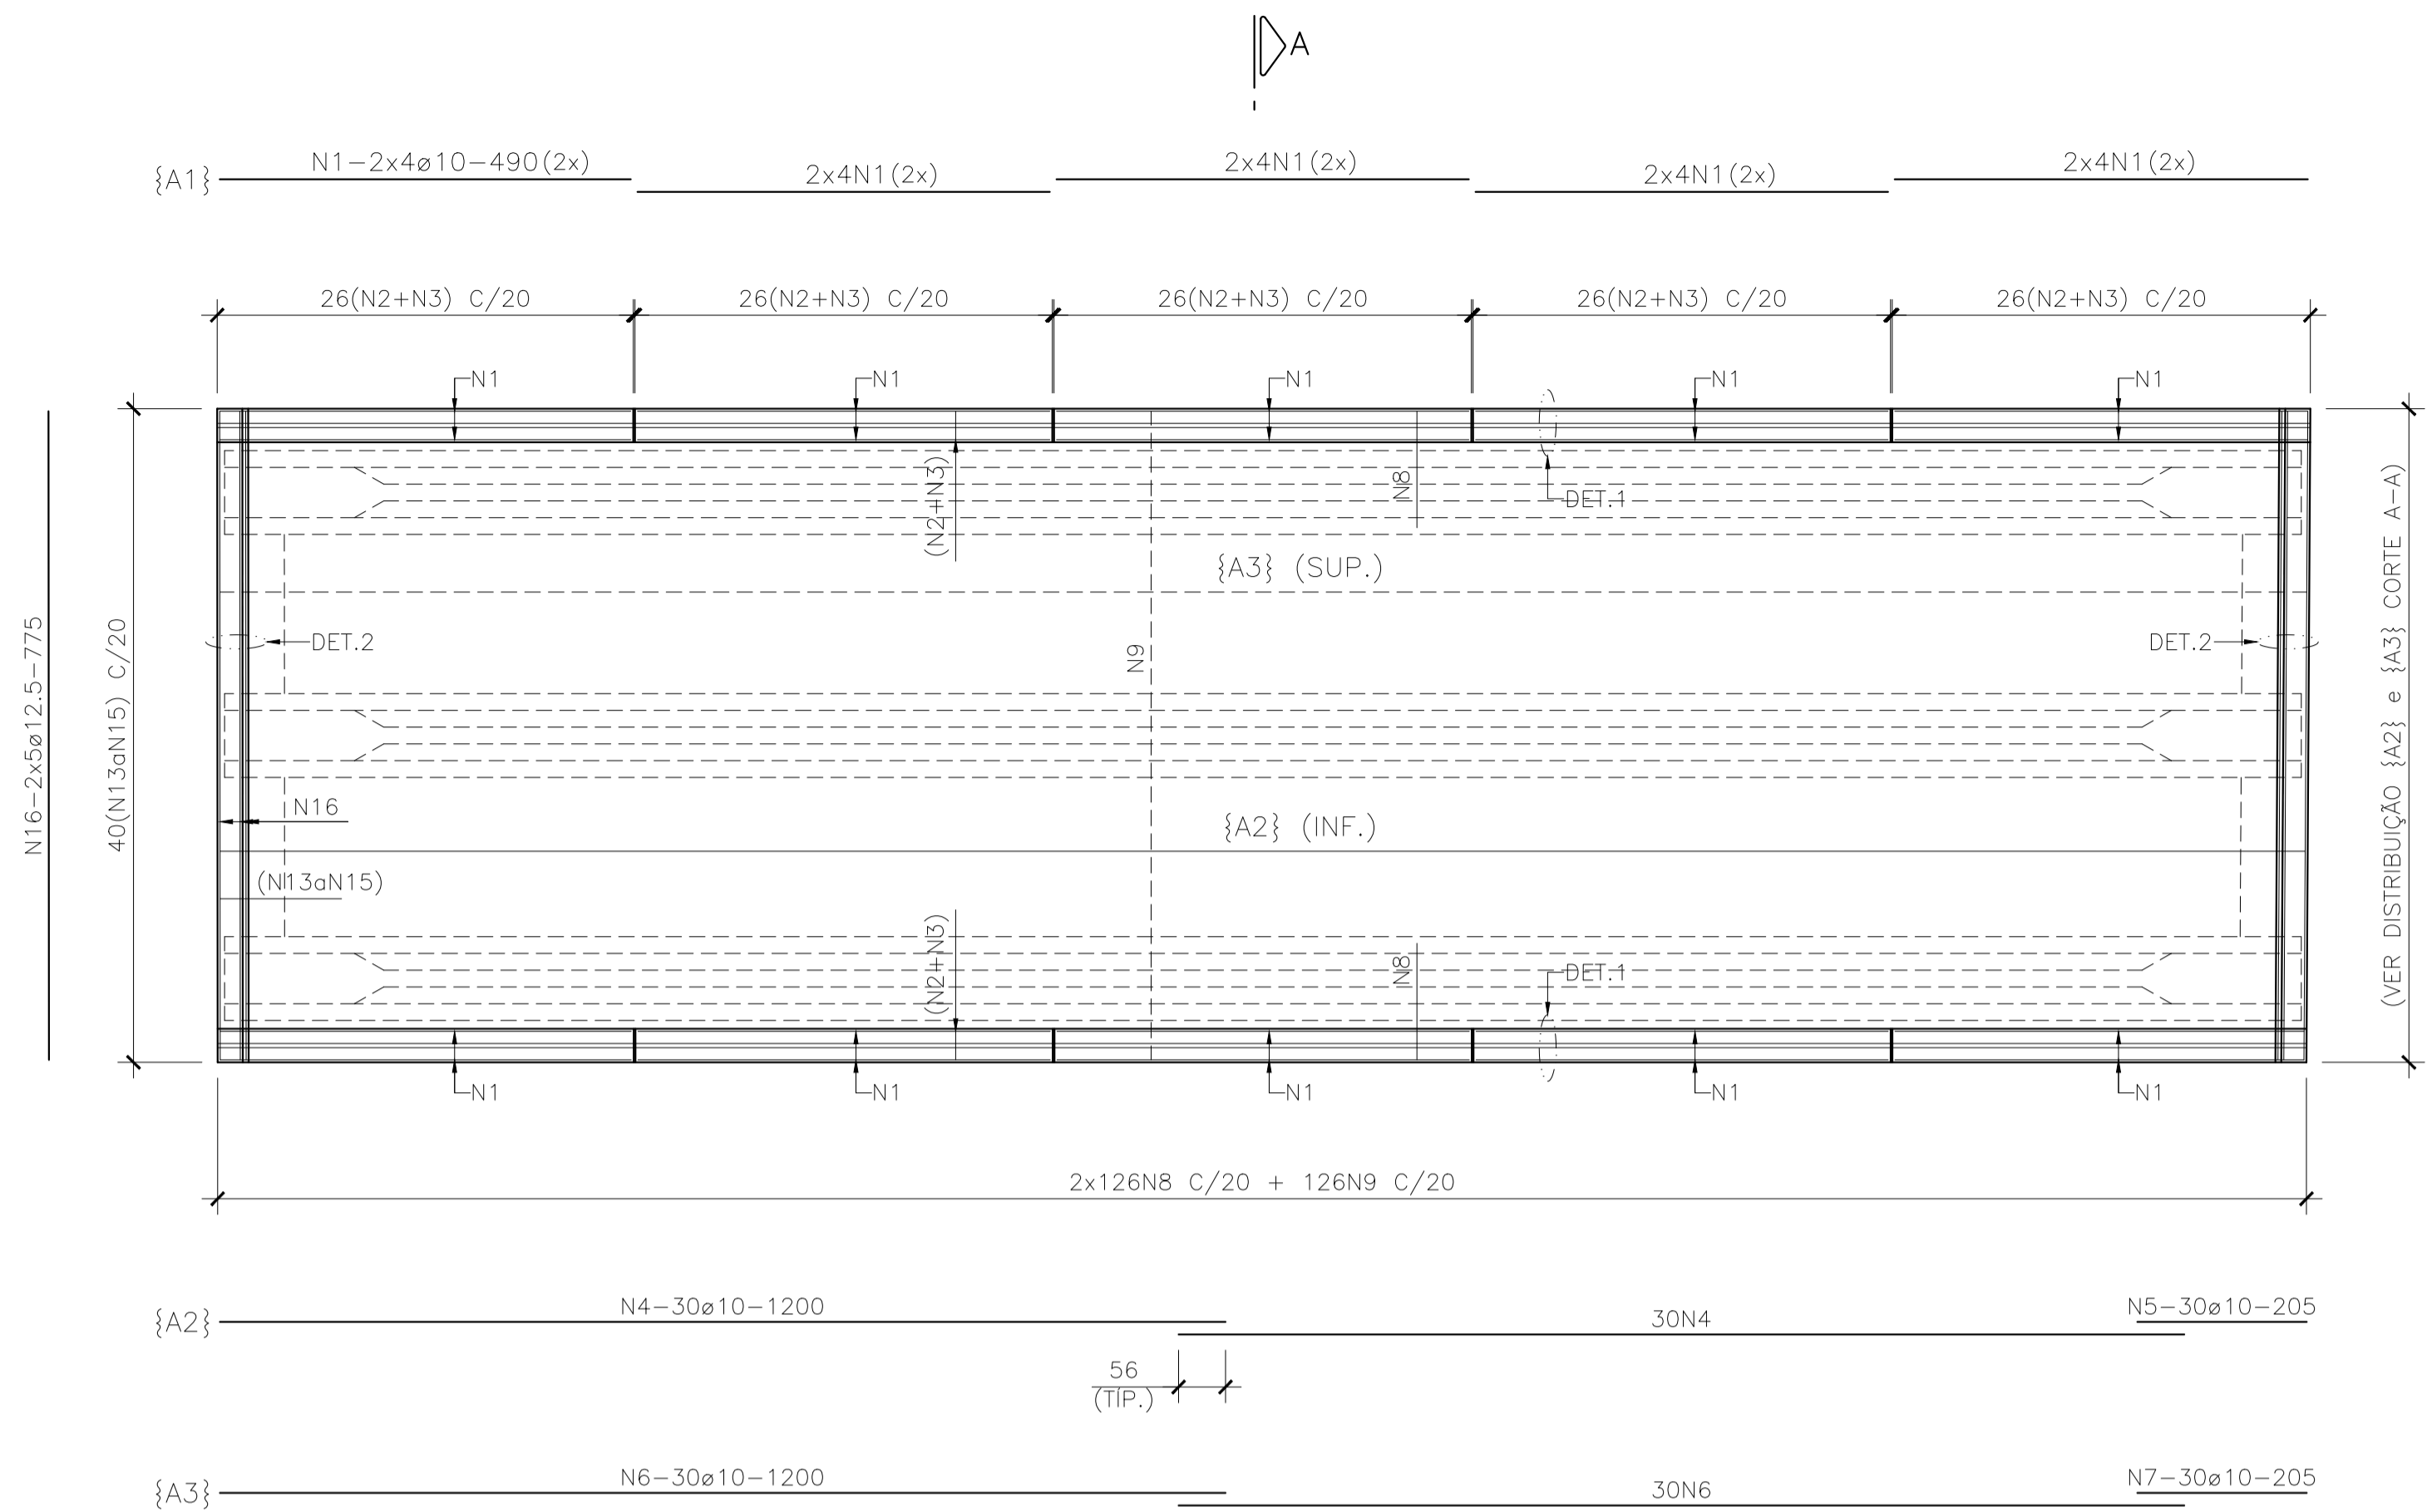 A
{A1}
N1-2x4ø10-490(2x)
2x4N1(2x)
2x4N1(2x)
2x4N1(2x)
2x4N1(2x)
26(N2+N3) C/20
26(N2+N3) C/20
26(N2+N3) C/20
26(N2+N3) C/20
26(N2+N3) C/20
N1
N1
N1
N1
N1
(N2+N3)
N8
DET.1
{A3} (SUP.)
N16-2x5ø12.5-775
40(N13aN15) C/20
DET.2
N9
DET.2
(VER DISTRIBUIÇÃO {A2} e {A3} CORTE A-A)
N16
{A2} (INF.)
(N13aN15)
(N2+N3)
N8
DET.1
N1
N1
N1
N1
N1
2x126N8 C/20 + 126N9 C/20
{A2}
N4-30ø10-1200
30N4
N5-30ø10-205
56
(TÍP.)
{A3}
N6-30ø10-1200
30N6
N7-30ø10-205